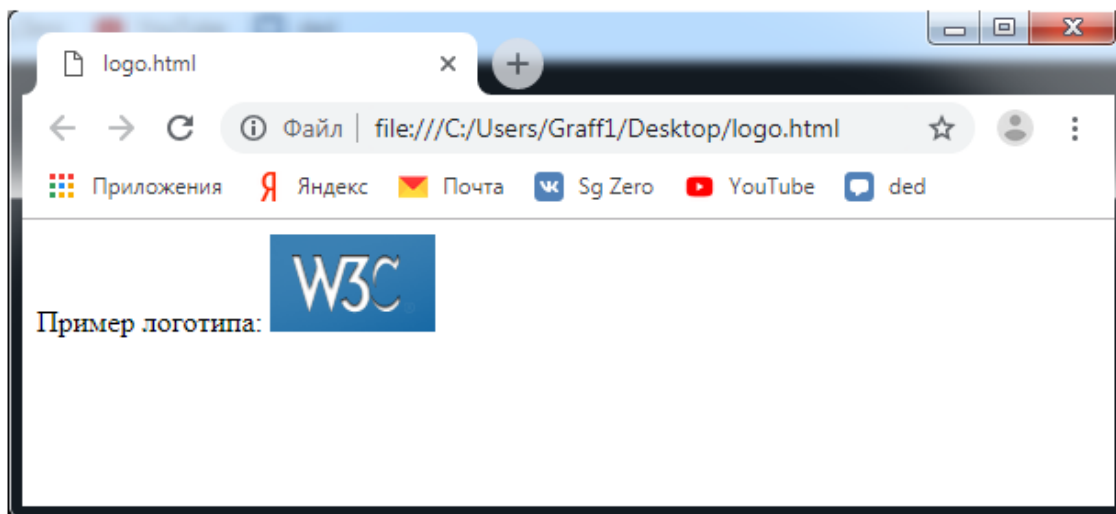 logo.html
Файл file:///C:/Users/Graff1/Desktop/logo.html
Приложения Яндекс Почта Sg Zero YouTube ded
Пример логотипа: W3C